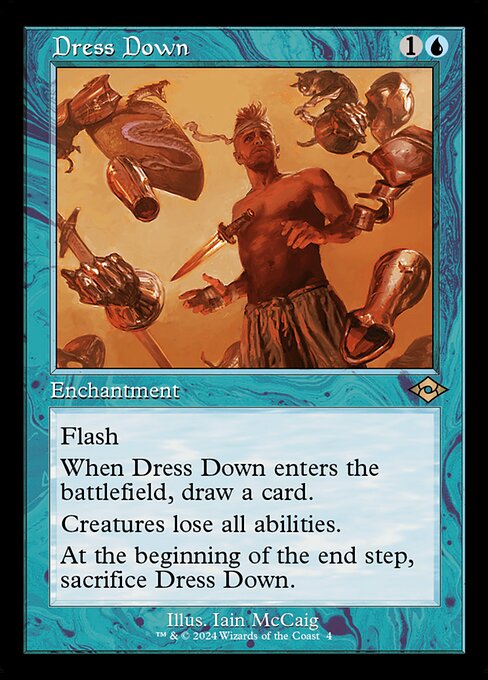 Dress Down 1
Enchantment
Flash
When Dress Down enters the
battlefield, draw a card.
Creatures lose all abilities.
At the beginning of the end step,
sacrifice Dress Down.
Illus. Iain McCaig
™ & © 2024 Wizards of the Coast 4